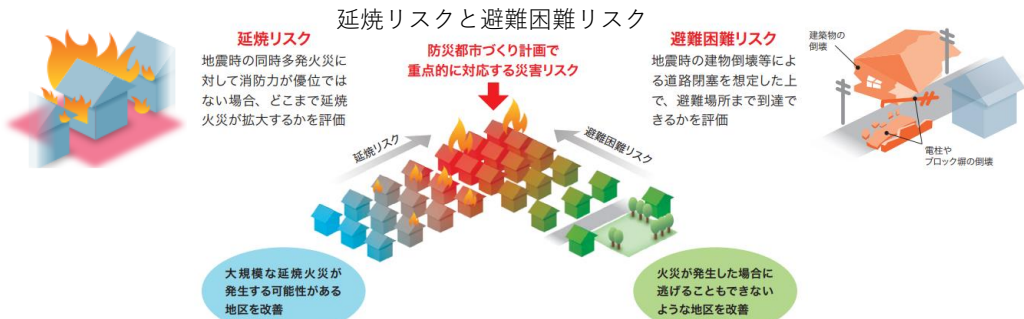 延焼リスクと避難困難リスク
延焼リスク
地震時の同時多発火災に
対して消防力が優位では
ない場合、どこまで延焼
火災が拡大するかを評価
防災都市づくり計画で
重点的に対応する災害リスク
避難困難リスク
地震時の建物倒壊等によ
る道路閉塞を想定した上
で、避難場所まで到達で
きるかを評価
建築物の
倒壊
電柱や
ブロック塀の倒壊
延焼リスク
避難困難リスク
大規模な延焼火災が
発生する可能性がある
地区を改善
火災が発生した場合に
逃げることもできない
ような地区を改善